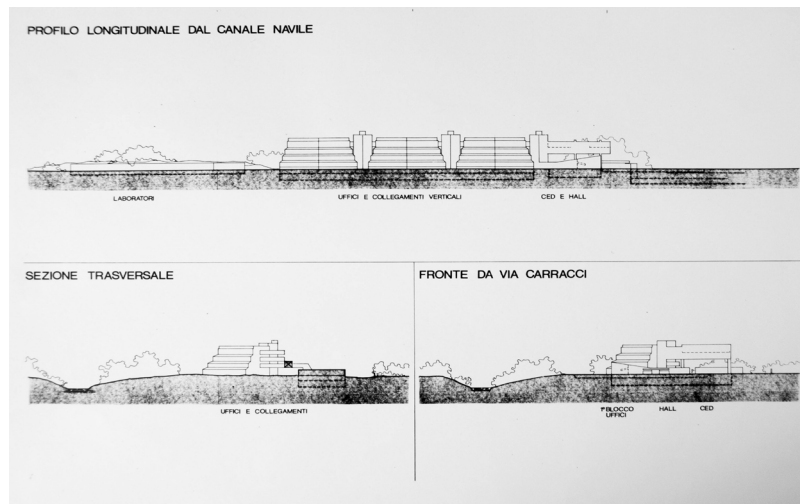 PROFILO LONGITUDINALE DAL CANALE NAVILE
LABORATORI
UFFICI E COLLEGAMENTI VERTICALI
CED E HALL
SEZIONE TRASVERSALE
UFFICI E COLLEGAMENTI
FRONTE DA VIA CARRACCI
1° BLOCCO
UFFICI
HALL
CED